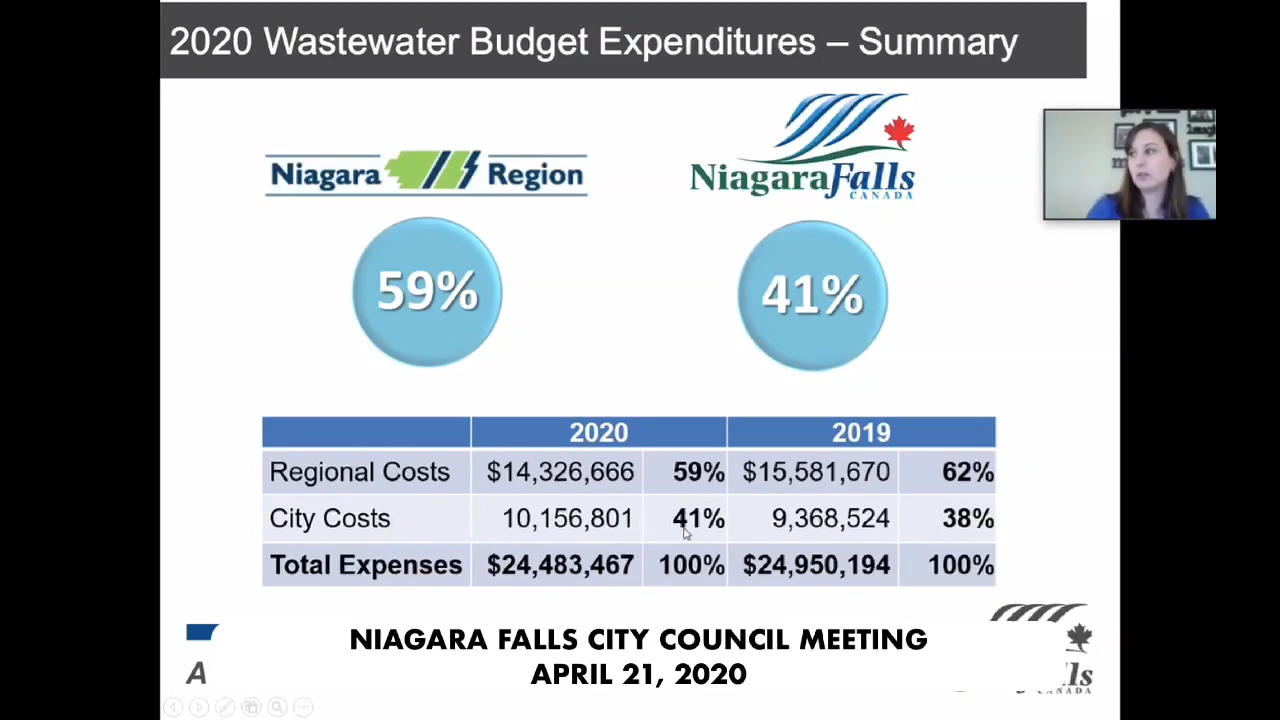 2020 Wastewater Budget Expenditures – Summary
Niagara Region
NiagaraFalls
CANADA
59%
41%
2020 2019
Regional Costs $14,326,666 59% $15,581,670 62%
City Costs 10,156,801 41% 9,368,524 38%
Total Expenses $24,483,467 100% $24,950,194 100%
NIAGARA FALLS CITY COUNCIL MEETING
APRIL 21, 2020
A
lls
CANADA